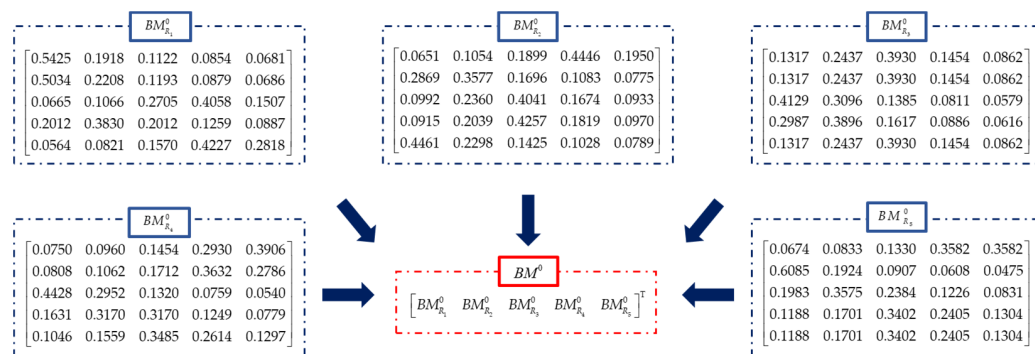 BM⁰_R₁
0.5425 0.1918 0.1122 0.0854 0.0681
0.5034 0.2208 0.1193 0.0879 0.0686
0.0665 0.1066 0.2705 0.4058 0.1507
0.2012 0.3830 0.2012 0.1259 0.0887
0.0564 0.0821 0.1570 0.4227 0.2818
BM⁰_R₂
0.0651 0.1054 0.1899 0.4446 0.1950
0.2869 0.3577 0.1696 0.1083 0.0775
0.0992 0.2360 0.4041 0.1674 0.0933
0.0915 0.2039 0.4257 0.1819 0.0970
0.4461 0.2298 0.1425 0.1028 0.0789
BM⁰_R₃
0.1317 0.2437 0.3930 0.1454 0.0862
0.1317 0.2437 0.3930 0.1454 0.0862
0.4129 0.3096 0.1385 0.0811 0.0579
0.2987 0.3896 0.1617 0.0886 0.0616
0.1317 0.2437 0.3930 0.1454 0.0862
BM⁰_R₄
0.0750 0.0960 0.1454 0.2930 0.3906
0.0808 0.1062 0.1712 0.3632 0.2786
0.4428 0.2952 0.1320 0.0759 0.0540
0.1631 0.3170 0.3170 0.1249 0.0779
0.1046 0.1559 0.3485 0.2614 0.1297
BM⁰
[BM⁰_R₁ BM⁰_R₂ BM⁰_R₃ BM⁰_R₄ BM⁰_R₅]ᵀ
BM⁰_R₅
0.0674 0.0833 0.1330 0.3582 0.3582
0.6085 0.1924 0.0907 0.0608 0.0475
0.1983 0.3575 0.2384 0.1226 0.0831
0.1188 0.1701 0.3402 0.2405 0.1304
0.1188 0.1701 0.3402 0.2405 0.1304